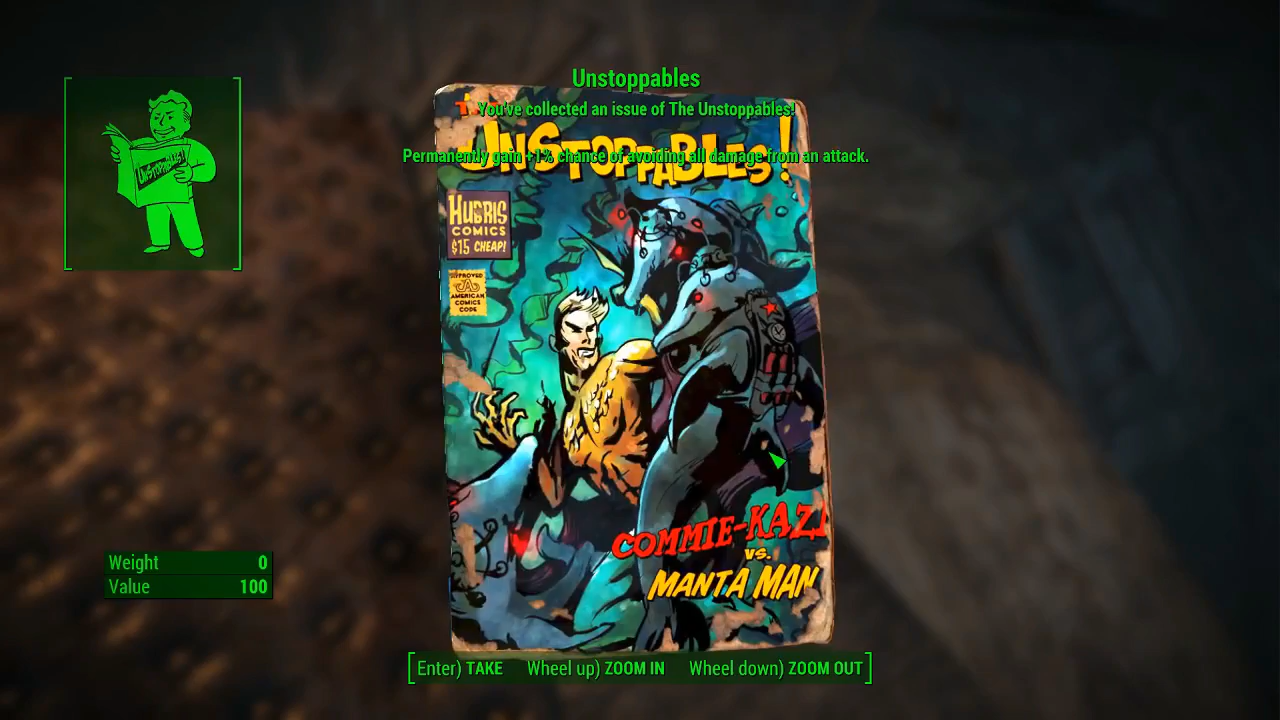 Unstoppables
You've collected an issue of The Unstoppables!
UNSTOPPABLES!
Permanently gain +1% chance of avoiding all damage from an attack.
UNSTOPPABLES!
HUBRIS
COMICS
$15 CHEAP!
APPROVED
AMERICAN
COMICS
CODE
COMMIE-KAZI
VS.
MANTA MAN
Weight 0
Value 100
Enter) TAKE Wheel up) ZOOM IN Wheel down) ZOOM OUT